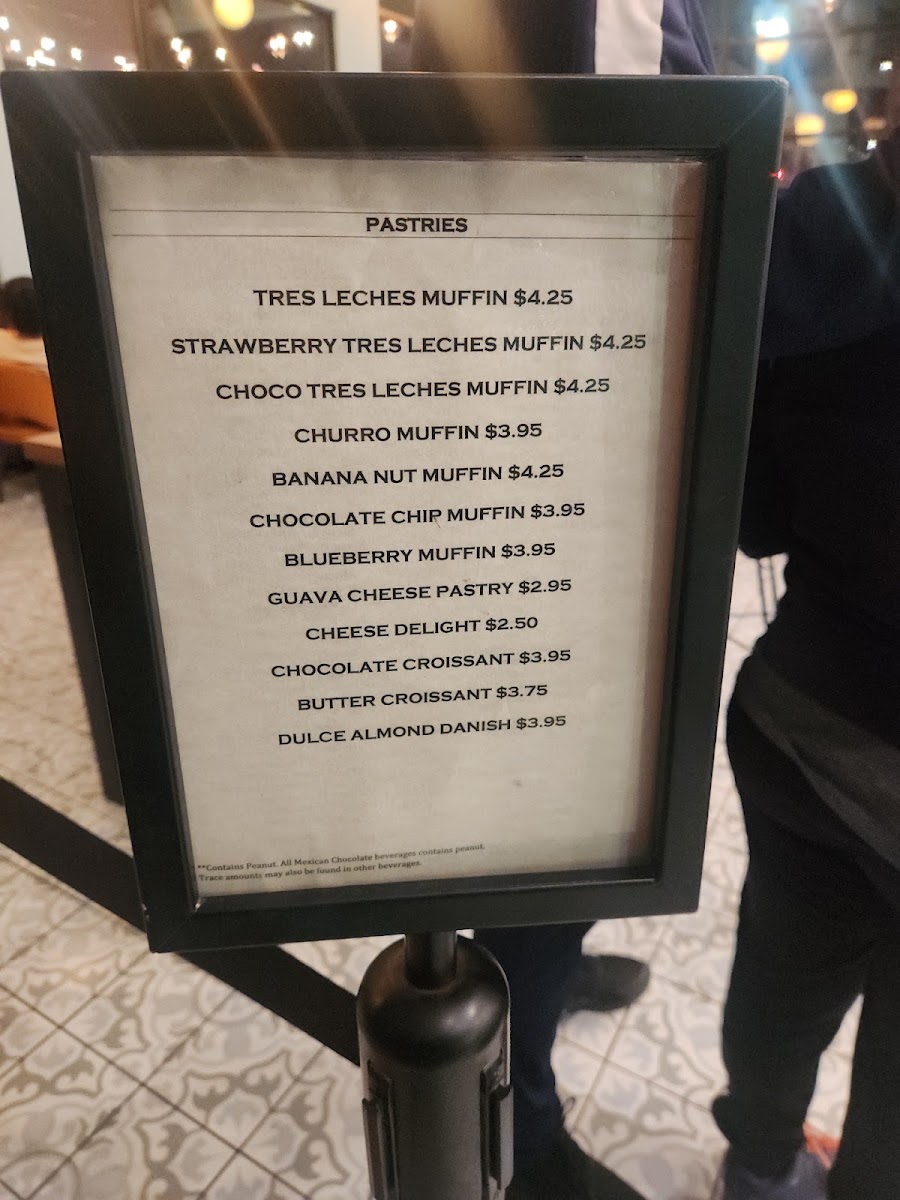 PASTRIES
TRES LECHES MUFFIN $4.25
STRAWBERRY TRES LECHES MUFFIN $4.25
CHOCO TRES LECHES MUFFIN $4.25
CHURRO MUFFIN $3.95
BANANA NUT MUFFIN $4.25
CHOCOLATE CHIP MUFFIN $3.95
BLUEBERRY MUFFIN $3.95
GUAVA CHEESE PASTRY $2.95
CHEESE DELIGHT $2.50
CHOCOLATE CROISSANT $3.95
BUTTER CROISSANT $3.75
DULCE ALMOND DANISH $3.95
**Contains Peanut. All Mexican Chocolate beverages contains peanut.
Trace amounts may also be found in other beverages.